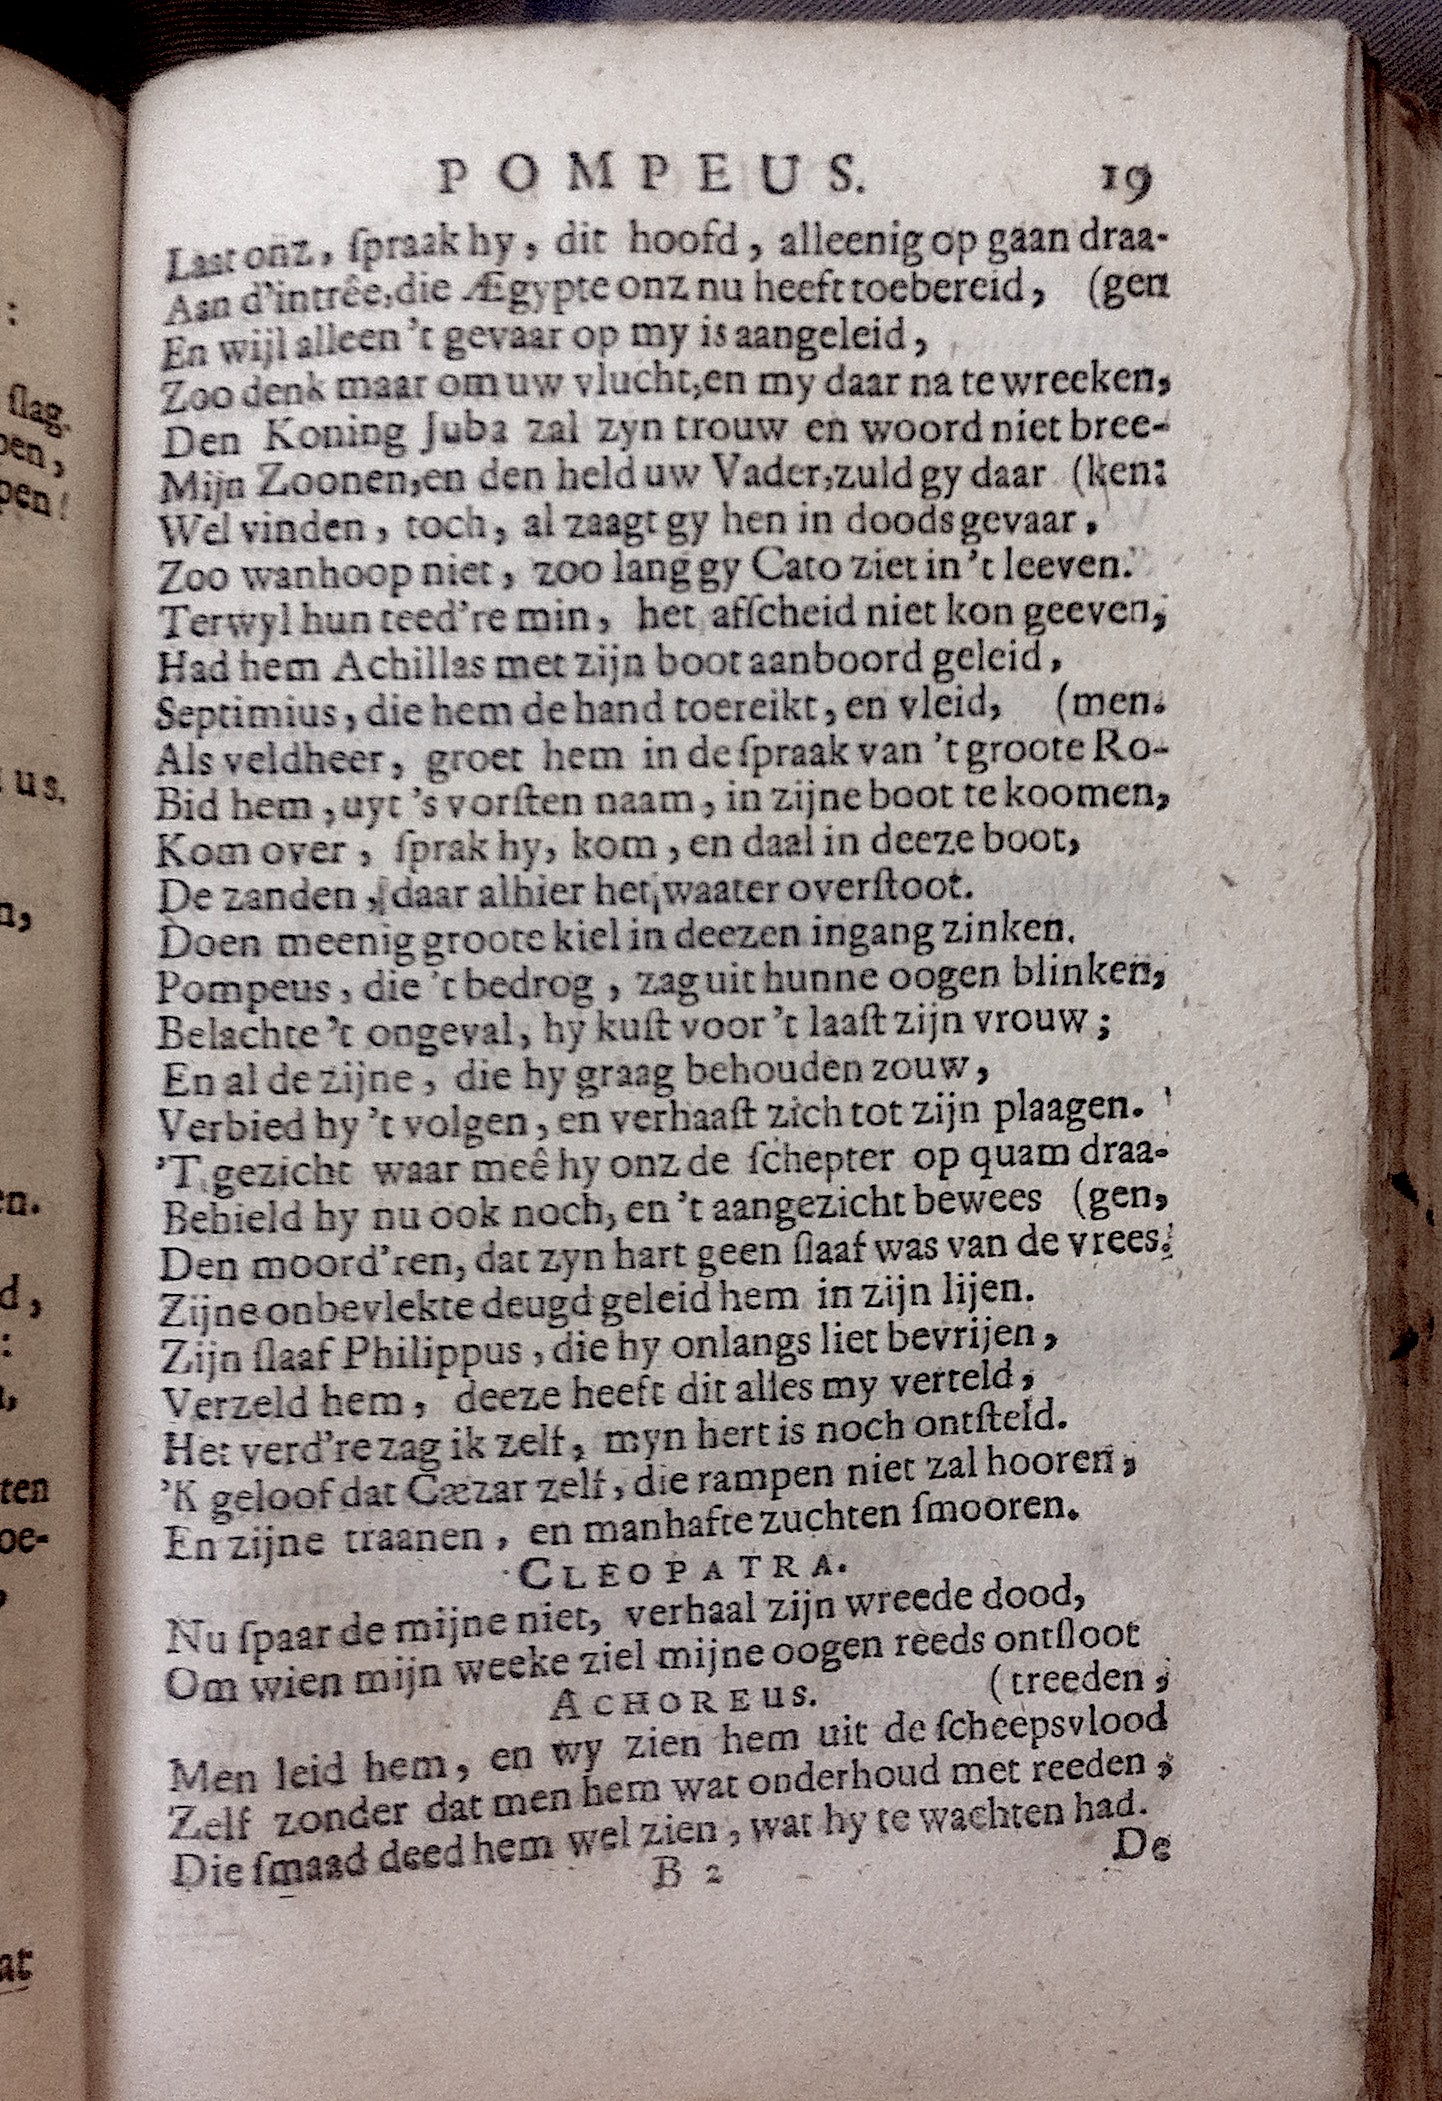 POMPEUS. 19
Laat onz, ſpraak hy, dit hoofd, alleenig op gaan draa-
Aan d'intrêe, die Ægypte onz nu heeft toebereid, (gen
En wijl alleen 't gevaar op my is aangeleid,
Zoo denk maar om uw vlucht, en my daar na te wreeken,
Den Koning Juba zal zyn trouw en woord niet bree-
Mijn Zoonen, en den held uw Vader, zuld gy daar (ken:
Wel vinden, toch, al zaagt gy hen in doods gevaar,
Zoo wanhoop niet, zoo lang gy Cato ziet in 't leeven.
Terwyl hun teed're min, het afſcheid niet kon geeven,
Had hem Achillas met zijn boot aanboord geleid,
Septimius, die hem de hand toereikt, en vleid, (men.
Als veldheer, groet hem in de ſpraak van 't groote Ro-
Bid hem, uyt 's vorſten naam, in zijne boot te koomen,
Kom over, ſprak hy, kom, en daal in deeze boot,
De zanden, daar alhier het waater overſtoot.
Doen meenig groote kiel in deezen ingang zinken.
Pompeus, die 't bedrog, zag uit hunne oogen blinken,
Belachte 't ongeval, hy kuſt voor 't laaſt zijn vrouw;
En al de zijne, die hy graag behouden zouw,
Verbied hy 't volgen, en verhaaſt zich tot zijn plaagen.
'T gezicht waar meê hy onz de ſchepter op quam draa-
Behield hy nu ook noch, en 't aangezicht bewees (gen,
Den moord'ren, dat zyn hart geen ſlaaf was van de vrees.
Zijne onbevlekte deugd geleid hem in zijn lijen.
Zijn ſlaaf Philippus, die hy onlangs liet bevrijen,
Verzeld hem, deeze heeft dit alles my verteld,
Het verd're zag ik zelf, myn hert is noch ontſteld.
'K geloof dat Cæzar zelf, die rampen niet zal hooren,
En zijne traanen, en manhafte zuchten ſmooren.
CLEOPATRA.
Nu ſpaar de mijne niet, verhaal zijn wreede dood,
Om wien mijn weeke ziel mijne oogen reeds ontſloot
ACHOREUS. (treeden,
Men leid hem, en wy zien hem uit de ſcheepsvlood
Zelf zonder dat men hem wat onderhoud met reeden,
Die ſmaad deed hem wel zien, wat hy te wachten had.
B 2 De
:
ſlag.
pen,
pen!
us.
n,
en.
d,
:
ten
oe-
,
at